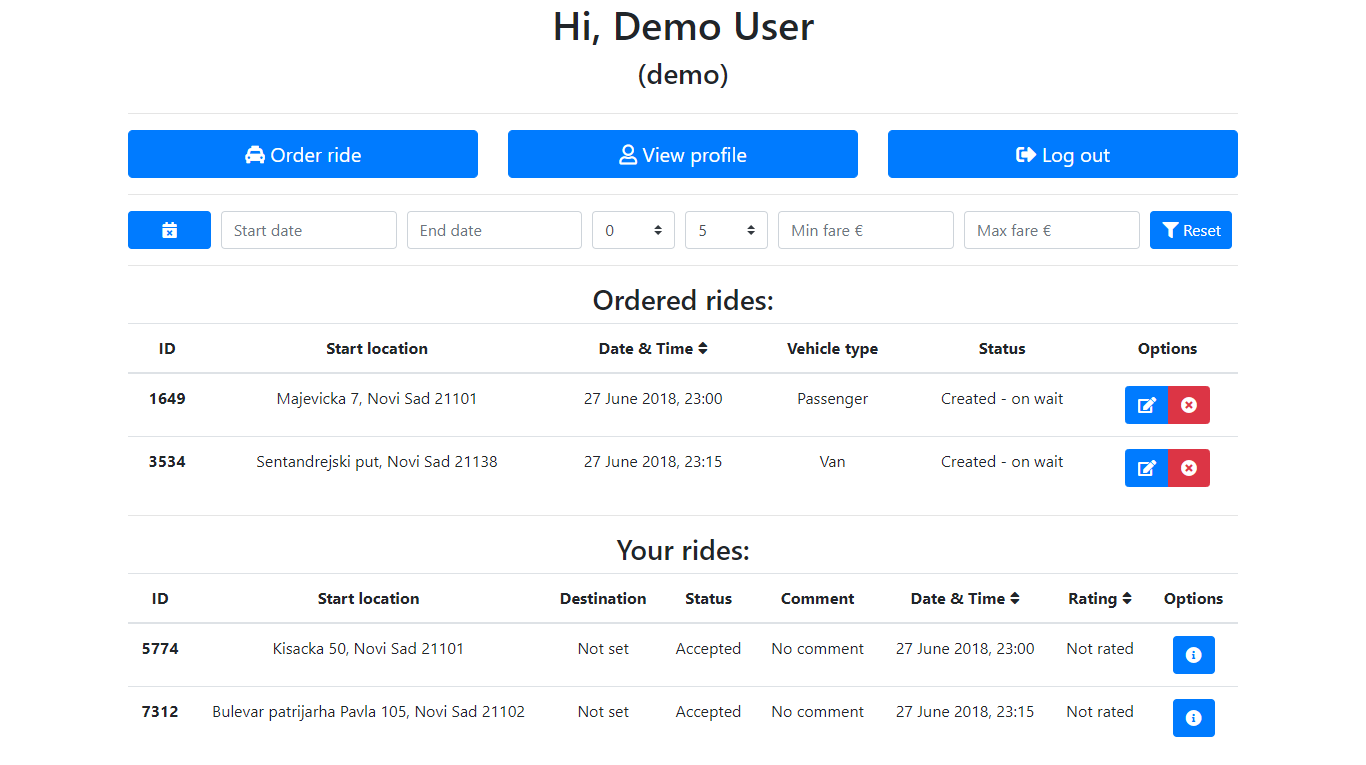 Hi, Demo User
(demo)
Order ride View profile Log out
Start date End date 0 5 Min fare € Max fare € Reset
Ordered rides:
ID Start location Date & Time Vehicle type Status Options
1649 Majevicka 7, Novi Sad 21101 27 June 2018, 23:00 Passenger Created - on wait
3534 Sentandrejski put, Novi Sad 21138 27 June 2018, 23:15 Van Created - on wait
Your rides:
ID Start location Destination Status Comment Date & Time Rating Options
5774 Kisacka 50, Novi Sad 21101 Not set Accepted No comment 27 June 2018, 23:00 Not rated
7312 Bulevar patrijarha Pavla 105, Novi Sad 21102 Not set Accepted No comment 27 June 2018, 23:15 Not rated